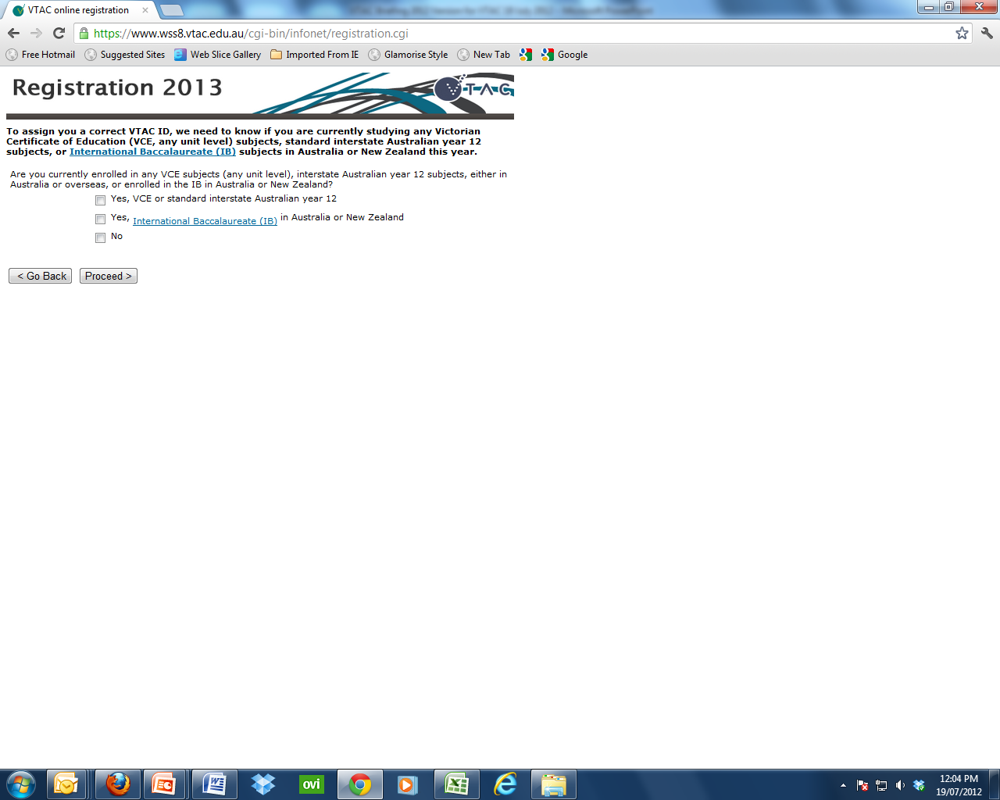 VTAC online registration
https://www.wss8.vtac.edu.au/cgi-bin/infonet/registration.cgi
Free Hotmail Suggested Sites Web Slice Gallery Imported From IE Glamorise Style New Tab Google
Registration 2013
VTAC
To assign you a correct VTAC ID, we need to know if you are currently studying any Victorian
Certificate of Education (VCE, any unit level) subjects, standard interstate Australian year 12
subjects, or International Baccalaureate (IB) subjects in Australia or New Zealand this year.
Are you currently enrolled in any VCE subjects (any unit level), interstate Australian year 12 subjects, either in
Australia or overseas, or enrolled in the IB in Australia or New Zealand?
Yes, VCE or standard interstate Australian year 12
Yes, International Baccalaureate (IB) in Australia or New Zealand
No
< Go Back Proceed >
ovi
12:04 PM
19/07/2012